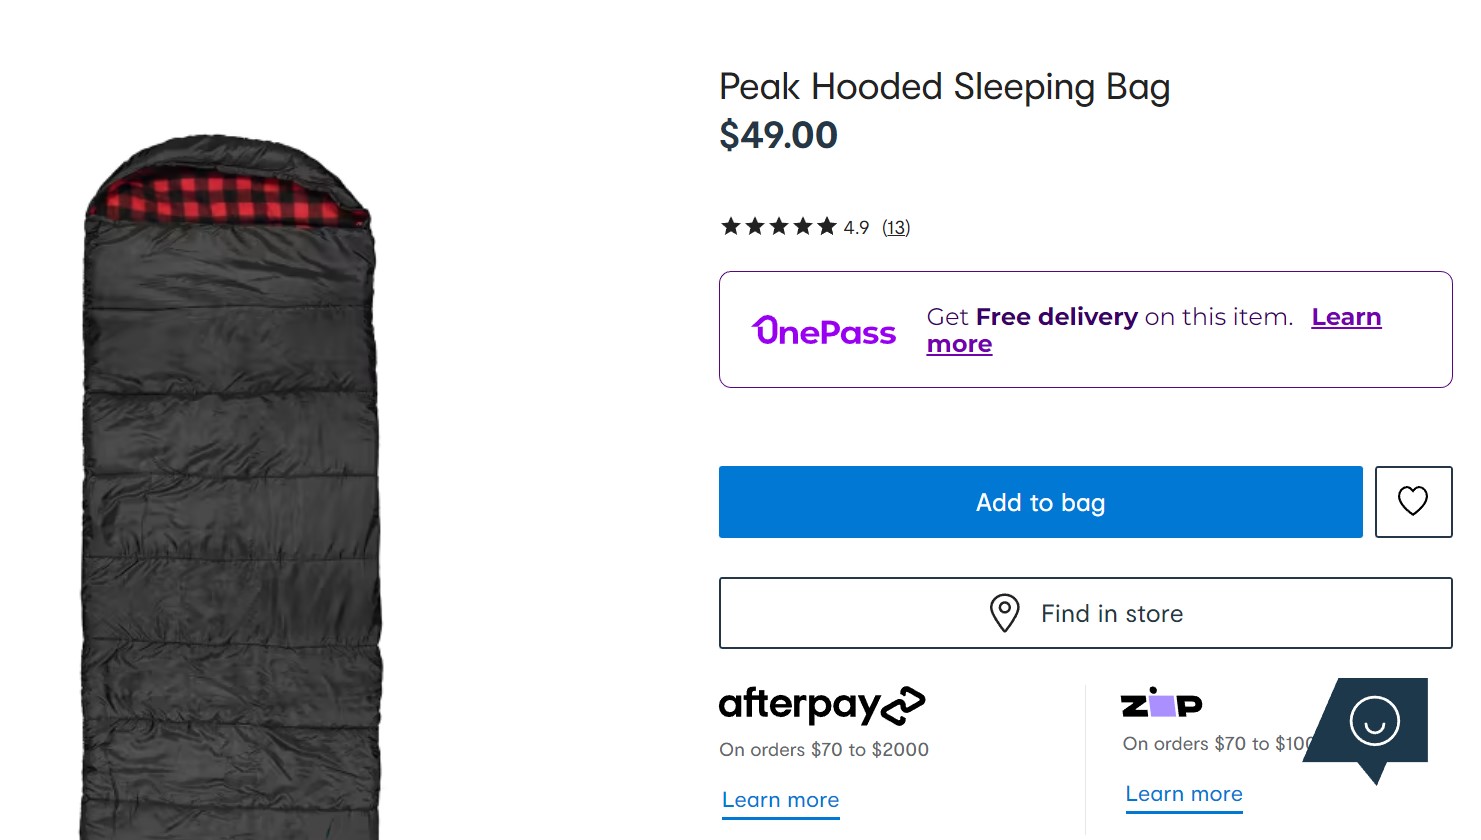 Peak Hooded Sleeping Bag
$49.00
4.9 (13)
OnePass
Get Free delivery on this item. Learn
more
Add to bag
Find in store
afterpay
On orders $70 to $2000
Learn more
zip
On orders $70 to
Learn more